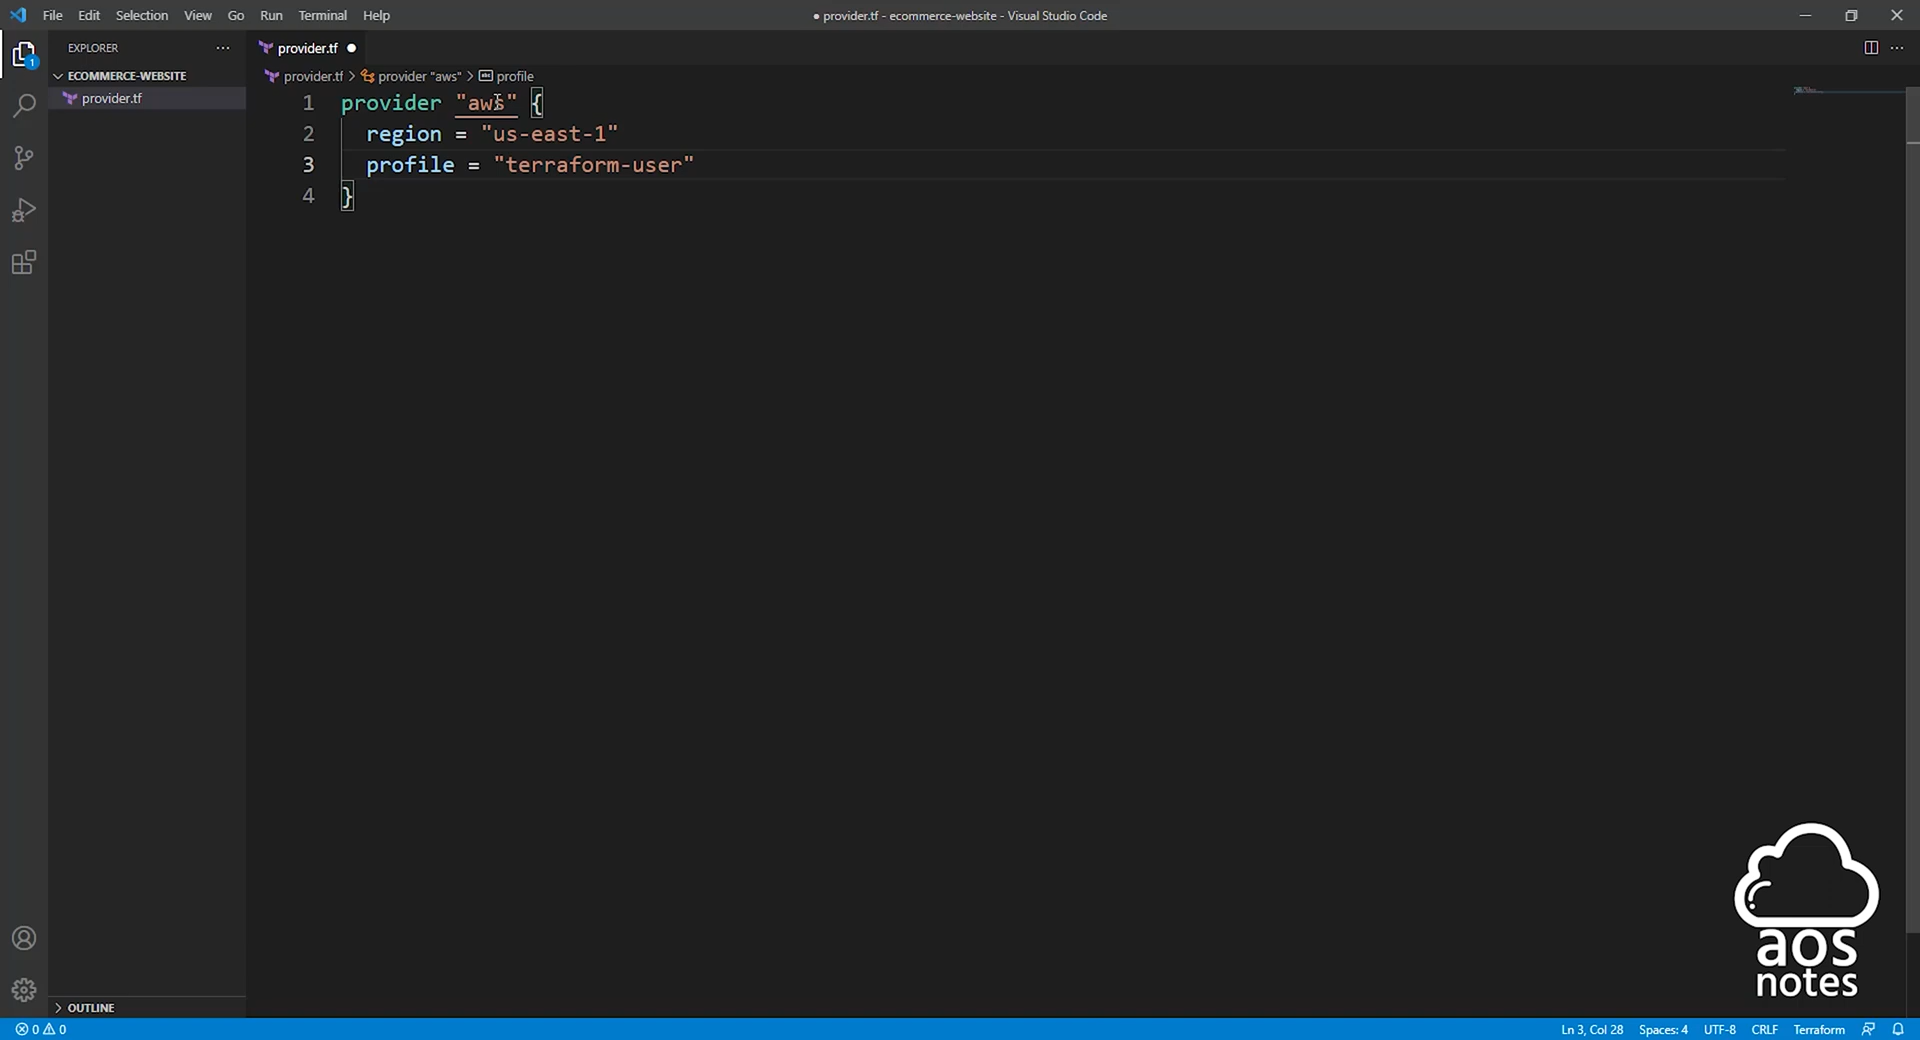 File Edit Selection View Go Run Terminal Help
● provider.tf - ecommerce-website - Visual Studio Code
EXPLORER
provider.tf
ECOMMERCE-WEBSITE
provider.tf > provider "aws" > profile
provider.tf
1 provider "aws" {
2 region = "us-east-1"
3 profile = "terraform-user"
4 }
1
aos
notes
OUTLINE
0 0
Ln 3, Col 28 Spaces: 4 UTF-8 CRLF Terraform